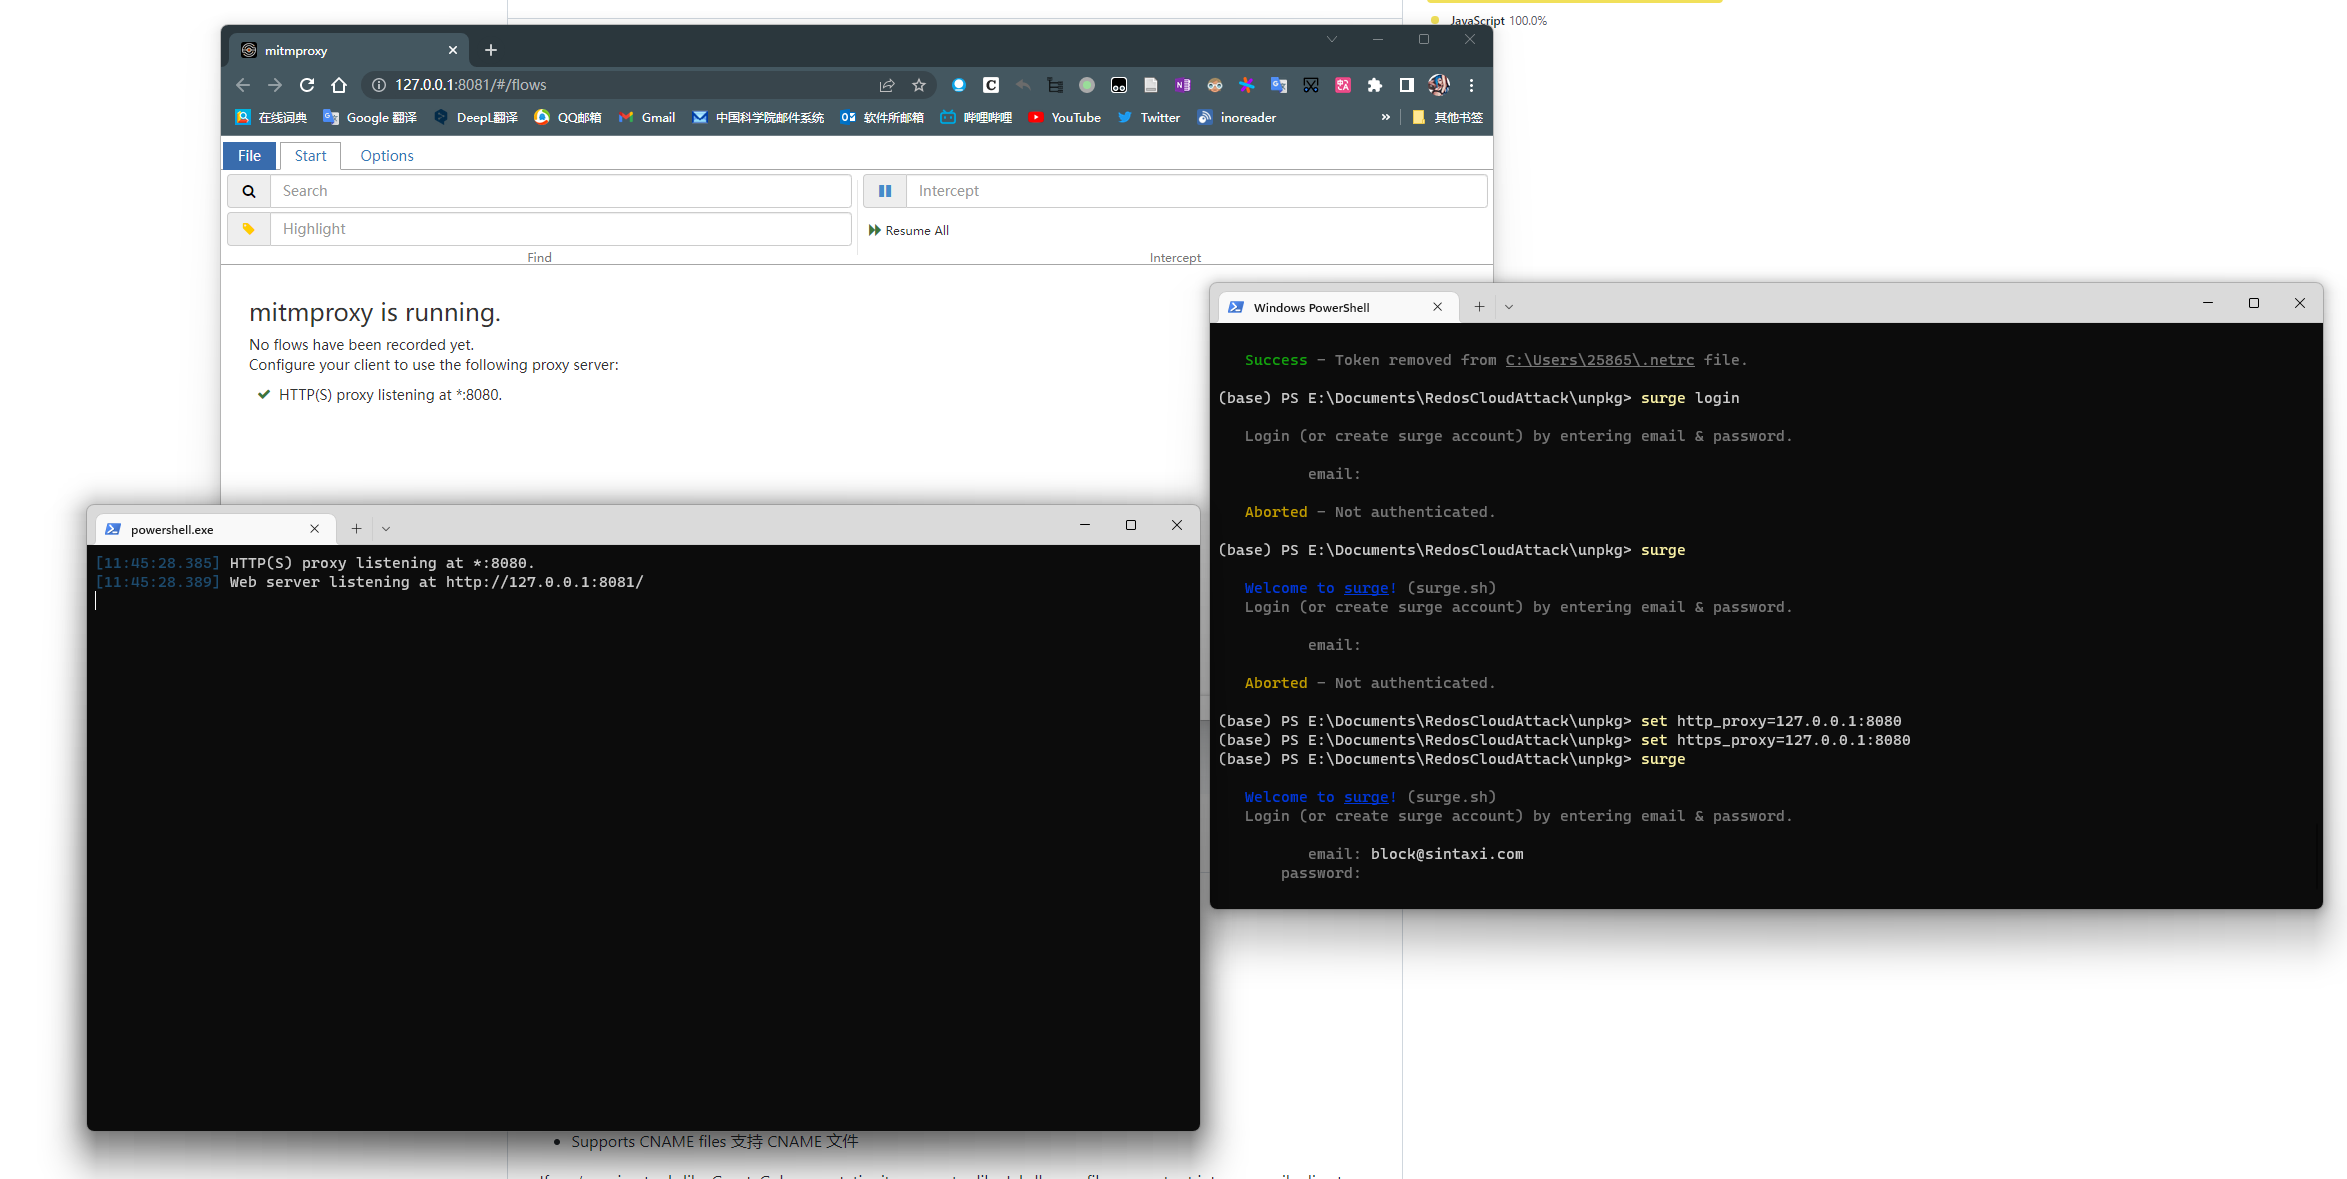 JavaScript 100.0%
mitmproxy
127.0.0.1:8081/#/flows
在线词典 Google 翻译 DeepL翻译 QQ邮箱 Gmail 中国科学院邮件系统 软件所邮箱 哔哩哔哩 YouTube Twitter inoreader » 其他书签
File Start Options
Search
Intercept
Highlight
Resume All
Find
Intercept
mitmproxy is running.
No flows have been recorded yet.
Configure your client to use the following proxy server:
HTTP(S) proxy listening at *:8080.
Windows PowerShell
Success - Token removed from C:\Users\25865\.netrc file.
(base) PS E:\Documents\RedosCloudAttack\unpkg> surge login
Login (or create surge account) by entering email & password.
email:
Aborted - Not authenticated.
(base) PS E:\Documents\RedosCloudAttack\unpkg> surge
Welcome to surge! (surge.sh)
Login (or create surge account) by entering email & password.
email:
Aborted - Not authenticated.
(base) PS E:\Documents\RedosCloudAttack\unpkg> set http_proxy=127.0.0.1:8080
(base) PS E:\Documents\RedosCloudAttack\unpkg> set https_proxy=127.0.0.1:8080
(base) PS E:\Documents\RedosCloudAttack\unpkg> surge
Welcome to surge! (surge.sh)
Login (or create surge account) by entering email & password.
email: block@sintaxi.com
password:
powershell.exe
[11:45:28.385] HTTP(S) proxy listening at *:8080.
[11:45:28.389] Web server listening at http://127.0.0.1:8081/
Supports CNAME files 支持 CNAME 文件